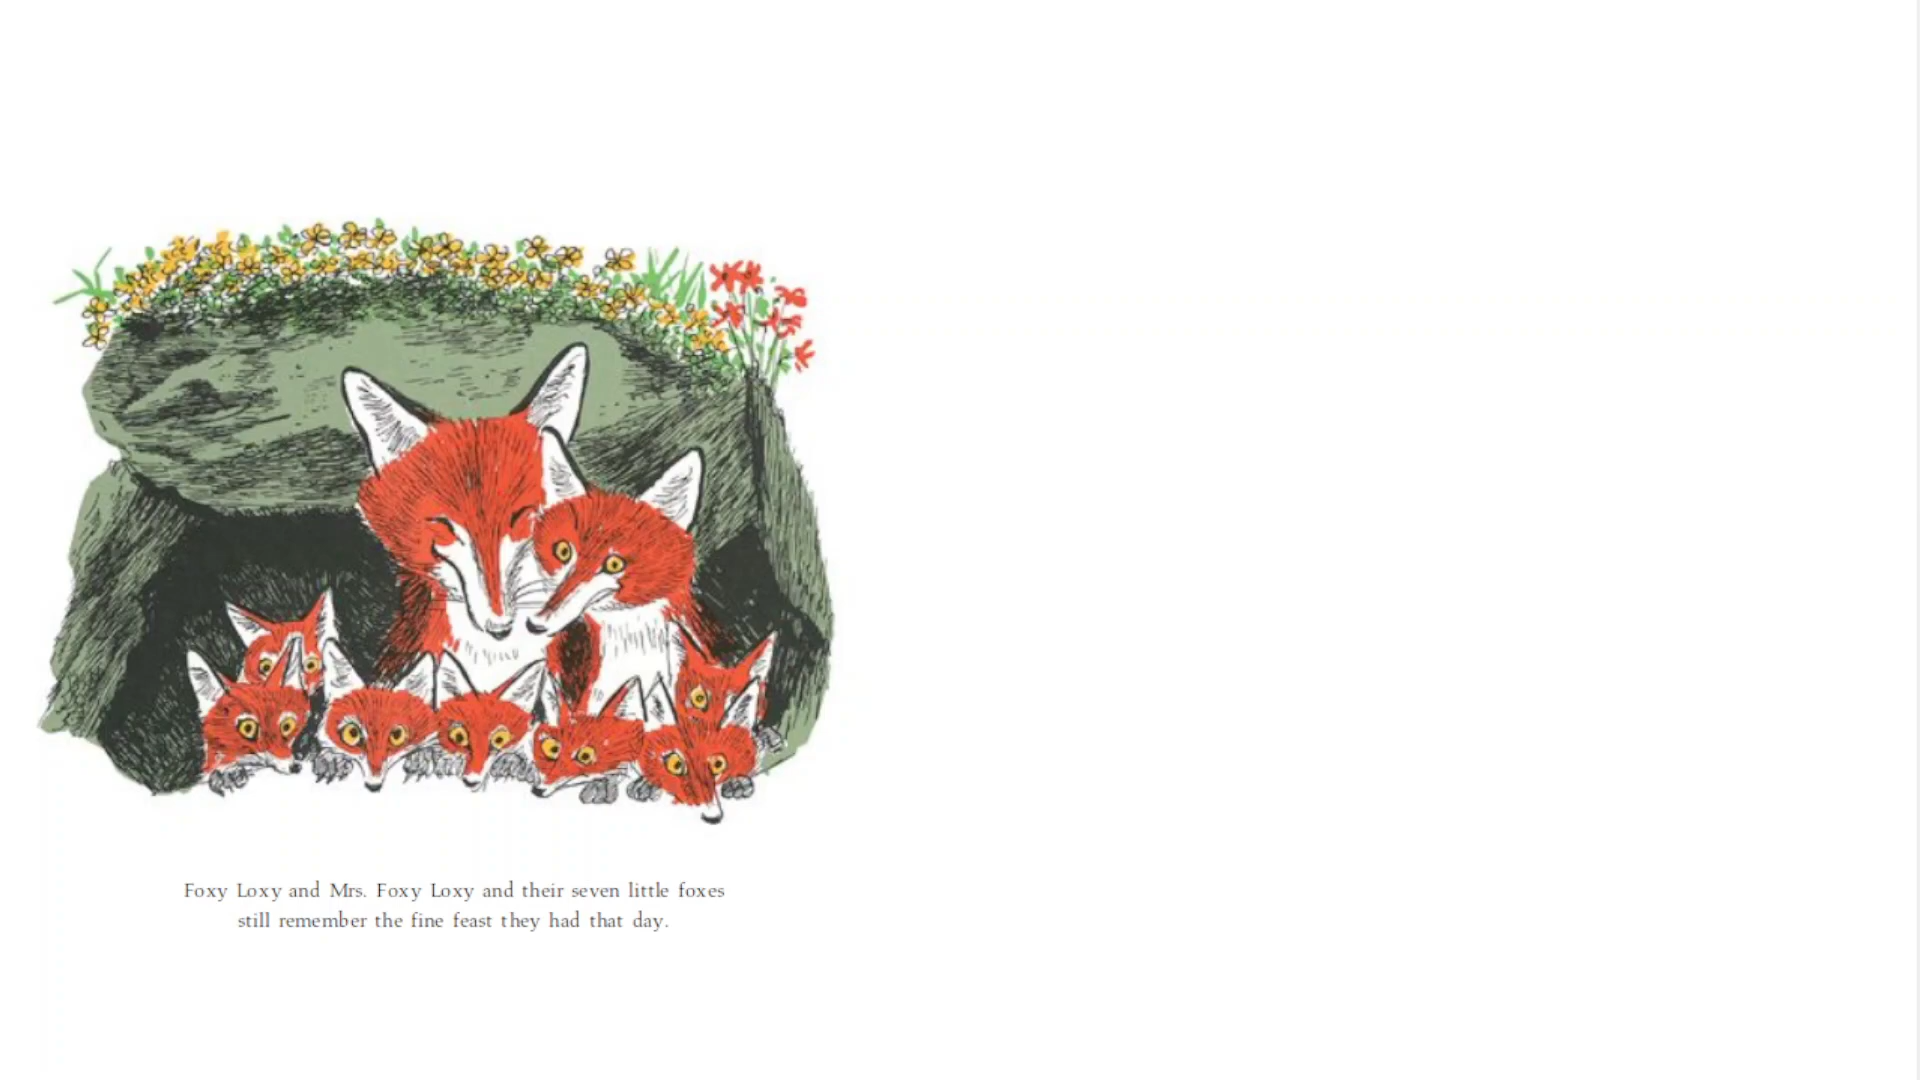 Foxy Loxy and Mrs. Foxy Loxy and their seven little foxes
still remember the fine feast they had that day.